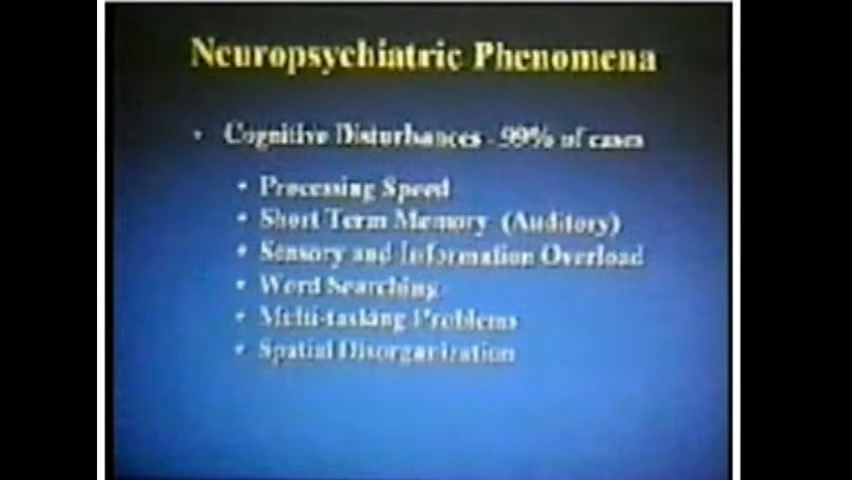 Neuropsychiatric Phenomena
• Cognitive Disturbances - 99% of cases
• Processing Speed
• Short Term Memory (Auditory)
• Sensory and Information Overload
• Word Searching
• Multi-tasking Problems
• Spatial Disorganization